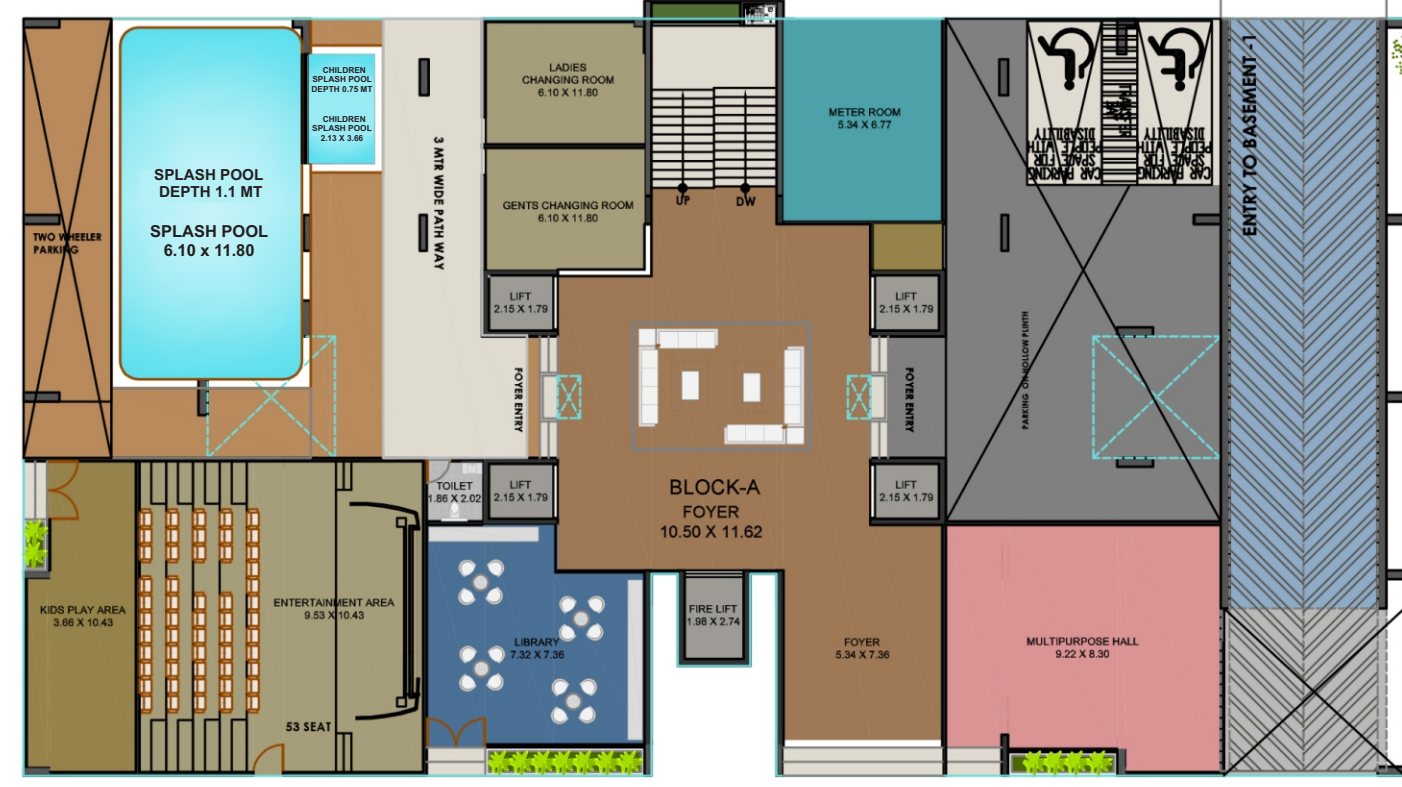 CHILDREN
SPLASH POOL
DEPTH 0.75 MT
CHILDREN
SPLASH POOL
2.13 X 3.66
SPLASH POOL
DEPTH 1.1 MT
SPLASH POOL
6.10 x 11.80
TWO WHEELER
PARKING
3 MTR WIDE PATH WAY
LADIES
CHANGING ROOM
6.10 X 11.80
GENTS CHANGING ROOM
6.10 X 11.80
UP
DW
METER ROOM
5.34 X 6.77
CAR PARKING
SPACE FOR
PEOPLE WITH
DISABILITY
CAR PARKING
SPACE FOR
PEOPLE WITH
DISABILITY
ENTRY TO BASEMENT -1
LIFT
2.15 X 1.79
LIFT
2.15 X 1.79
FOYER ENTRY
FOYER ENTRY
PARKING ON HOLLOW PLINTH
TOILET
1.86 X 2.02
LIFT
2.15 X 1.79
BLOCK-A
FOYER
10.50 X 11.62
LIFT
2.15 X 1.79
KIDS PLAY AREA
3.66 X 10.43
ENTERTAINMENT AREA
9.53 X 10.43
53 SEAT
LIBRARY
7.32 X 7.36
FIRE LIFT
1.98 X 2.74
FOYER
5.34 X 7.36
MULTIPURPOSE HALL
9.22 X 8.30